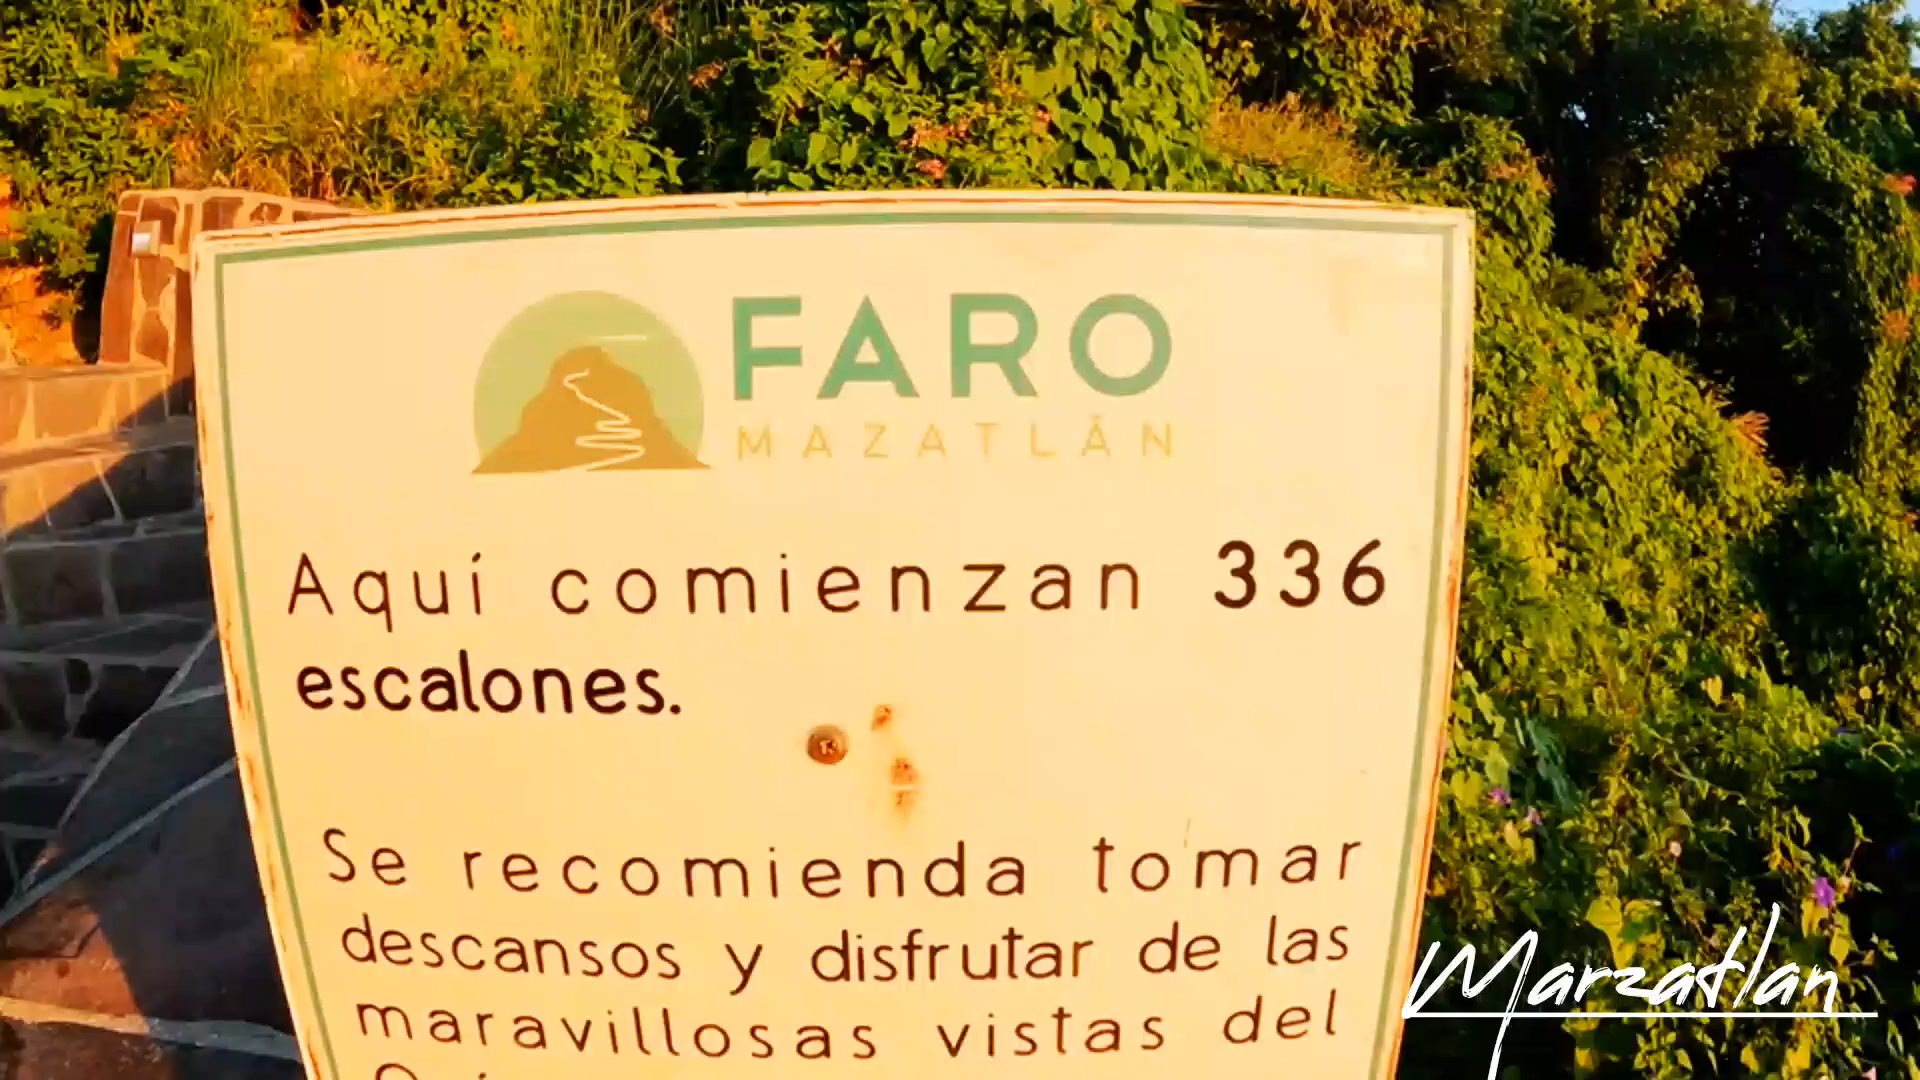 FARO
MAZATLÁN
Aquí comienzan 336
escalones.
Se recomienda tomar
descansos y disfrutar de las
maravillosas vistas del
Marzatlan